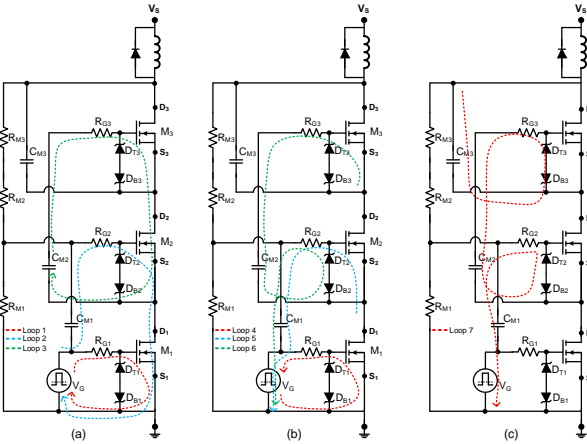 Vs
Vs
Vs
D3
D3
RG3
RG3
RG3
M3
M3
RM3
CM3
RM3
CM3
RM3
CM3
DT3
S3
DT3
S3
DT3
DB3
DB3
DB3
RM2
RM2
RM2
D2
D2
RG2
RG2
RG2
M2
M2
CM2
DT2
S2
CM2
DT2
S2
CM2
DT2
DB2
DB2
DB2
RM1
RM1
RM1
CM1
CM1
CM1
D1
D1
Loop 1
Loop 2
Loop 3
Loop 4
Loop 5
Loop 6
Loop 7
RG1
RG1
RG1
M1
M1
DT1
S1
DT1
S1
DT1
VG
VG
VG
DB1
DB1
DB1
(a)
(b)
(c)